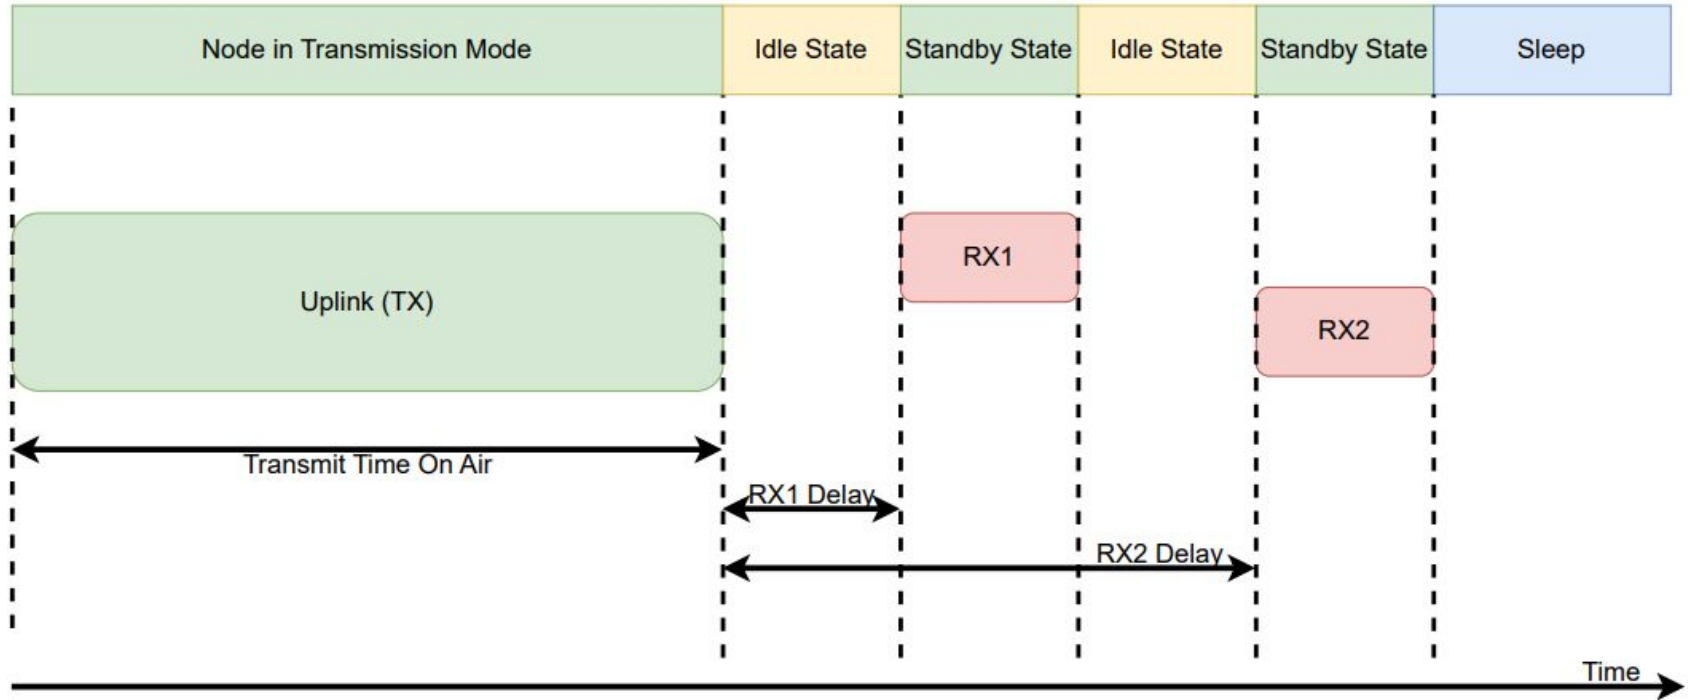 Node in Transmission Mode
Idle State
Standby State
Idle State
Standby State
Sleep
RX1
Uplink (TX)
RX2
Transmit Time On Air
RX1 Delay
RX2 Delay
Time